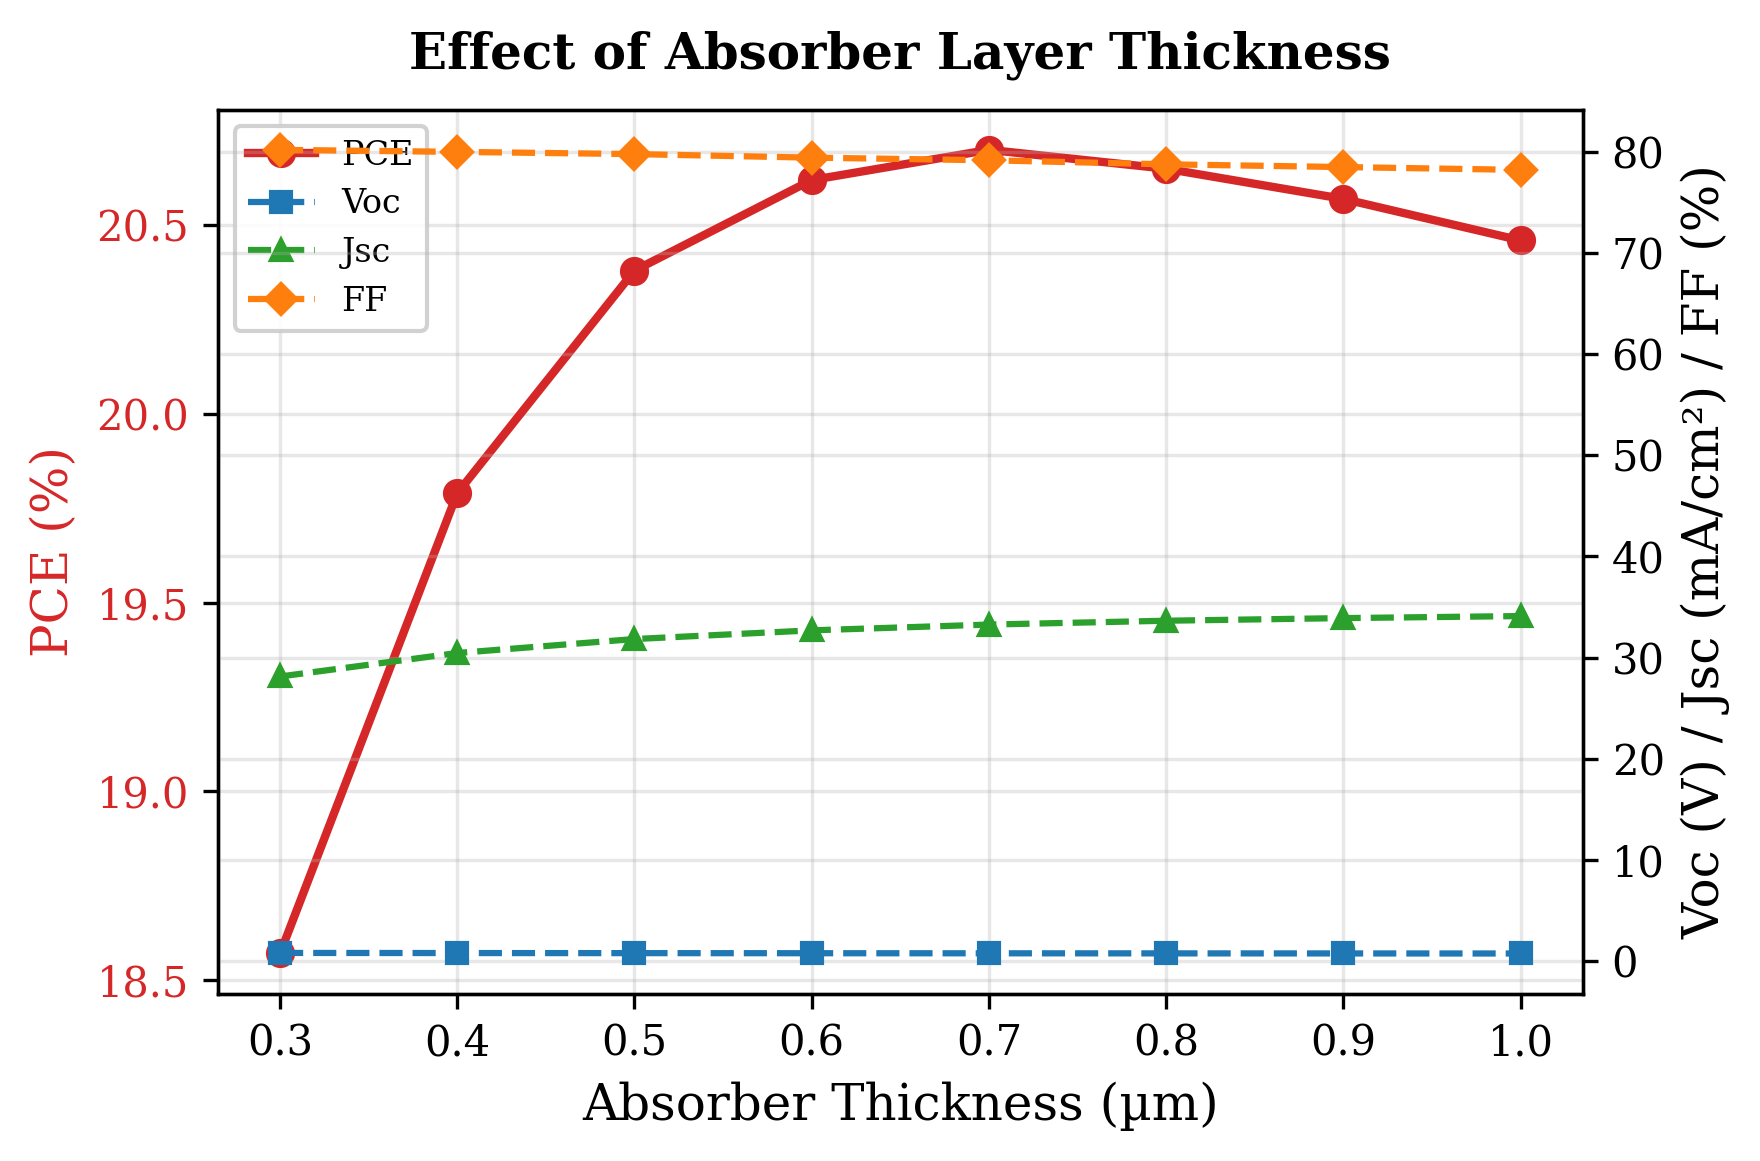 Effect of Absorber Layer Thickness
PCE
Voc
Jsc
FF
PCE (%)
20.5
20.0
19.5
19.0
18.5
80
70
60
50
40
30
20
10
0
Voc (V) / Jsc (mA/cm²) / FF (%)
0.3 0.4 0.5 0.6 0.7 0.8 0.9 1.0
Absorber Thickness (µm)